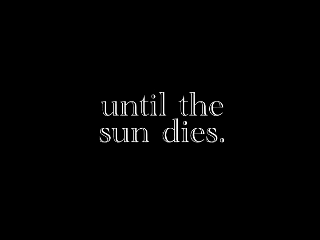 until the
sun dies.